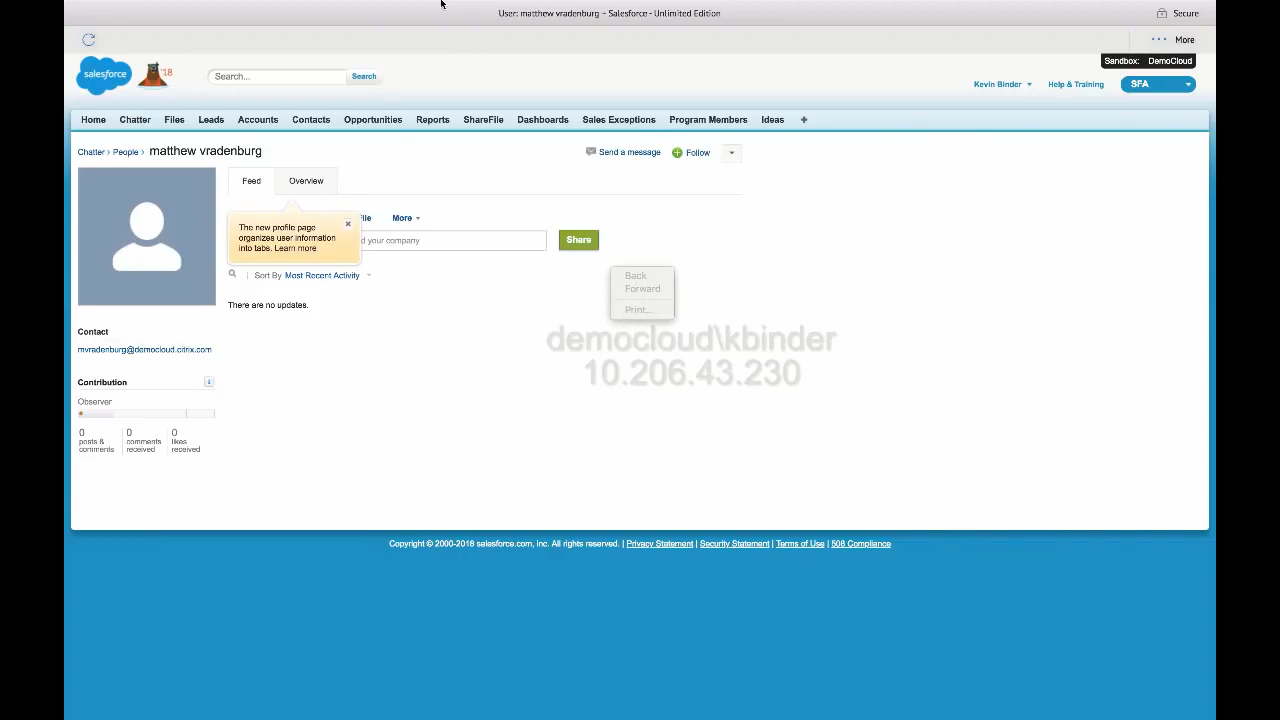 User: matthew vradenburg - Salesforce - Unlimited Edition
Secure
More
Sandbox: DemoCloud
salesforce
'18
Search...
Search
Kevin Binder
Help & Training
SFA
Home Chatter Files Leads Accounts Contacts Opportunities Reports ShareFile Dashboards Sales Exceptions Program Members Ideas +
Chatter › People › matthew vradenburg
Send a message
Follow
Feed
Overview
ile
More
The new profile page
organizes user information
into tabs. Learn more
d your company
Share
Sort By Most Recent Activity
There are no updates.
Back
Forward
Print...
democloud\kbinder
10.206.43.230
Contact
mvradenburg@democloud.citrix.com
Contribution
i
Observer
0
posts &
comments
0
comments
received
0
likes
received
Copyright © 2000-2018 salesforce.com, inc. All rights reserved. | Privacy Statement | Security Statement | Terms of Use | 508 Compliance